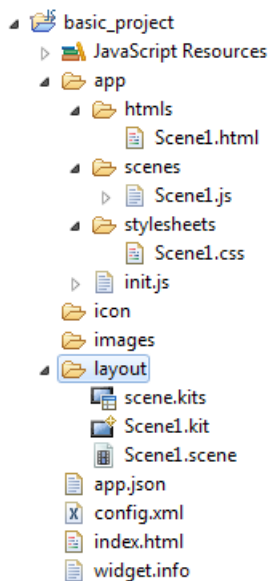 basic_project
JavaScript Resources
app
htmls
Scene1.html
scenes
Scene1.js
stylesheets
Scene1.css
init.js
icon
images
layout
scene.kits
Scene1.kit
Scene1.scene
app.json
config.xml
index.html
widget.info